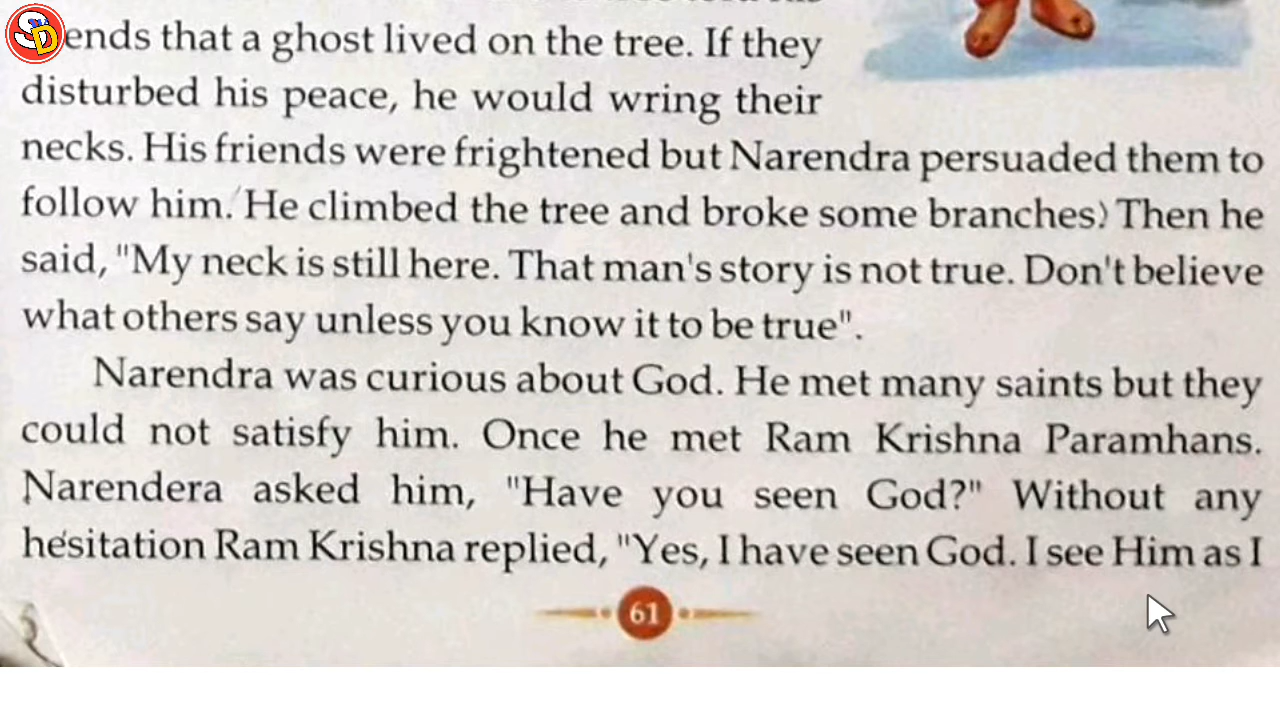 SD
ends that a ghost lived on the tree. If they
disturbed his peace, he would wring their
necks. His friends were frightened but Narendra persuaded them to
follow him. He climbed the tree and broke some branches. Then he
said, "My neck is still here. That man's story is not true. Don't believe
what others say unless you know it to be true".
Narendra was curious about God. He met many saints but they
could not satisfy him. Once he met Ram Krishna Paramhans.
Narendera asked him, "Have you seen God?" Without any
hesitation Ram Krishna replied, "Yes, I have seen God. I see Him as I
61